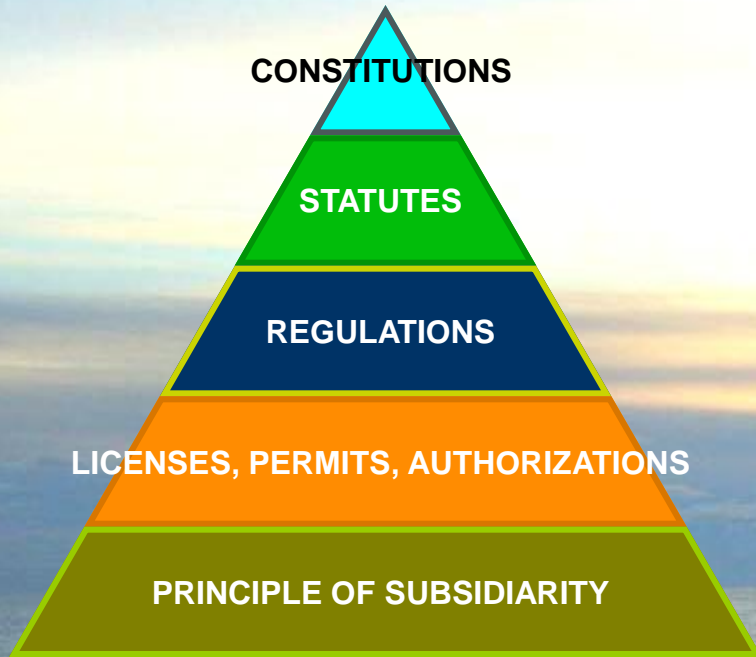 CONSTITUTIONS
STATUTES
REGULATIONS
LICENSES, PERMITS, AUTHORIZATIONS
PRINCIPLE OF SUBSIDIARITY